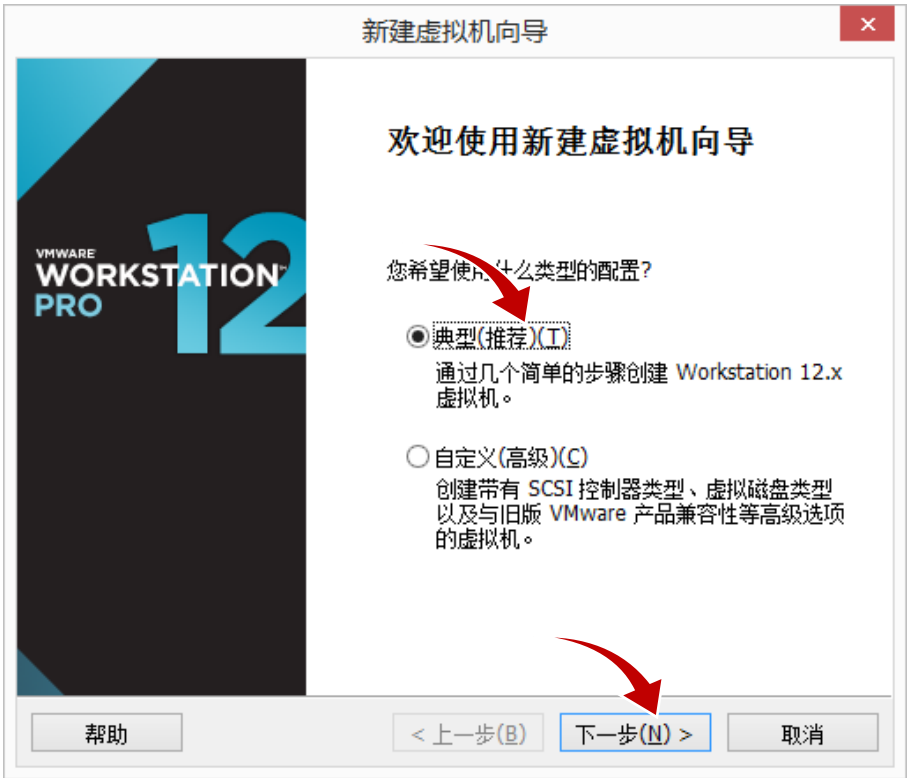 新建虚拟机向导
VMWARE
WORKSTATION™
PRO
12
欢迎使用新建虚拟机向导
您希望使用什么类型的配置?
典型(推荐)(T)
通过几个简单的步骤创建 Workstation 12.x
虚拟机。
自定义(高级)(C)
创建带有 SCSI 控制器类型、虚拟磁盘类型
以及与旧版 VMware 产品兼容性等高级选项
的虚拟机。
帮助
< 上一步(B)
下一步(N) >
取消